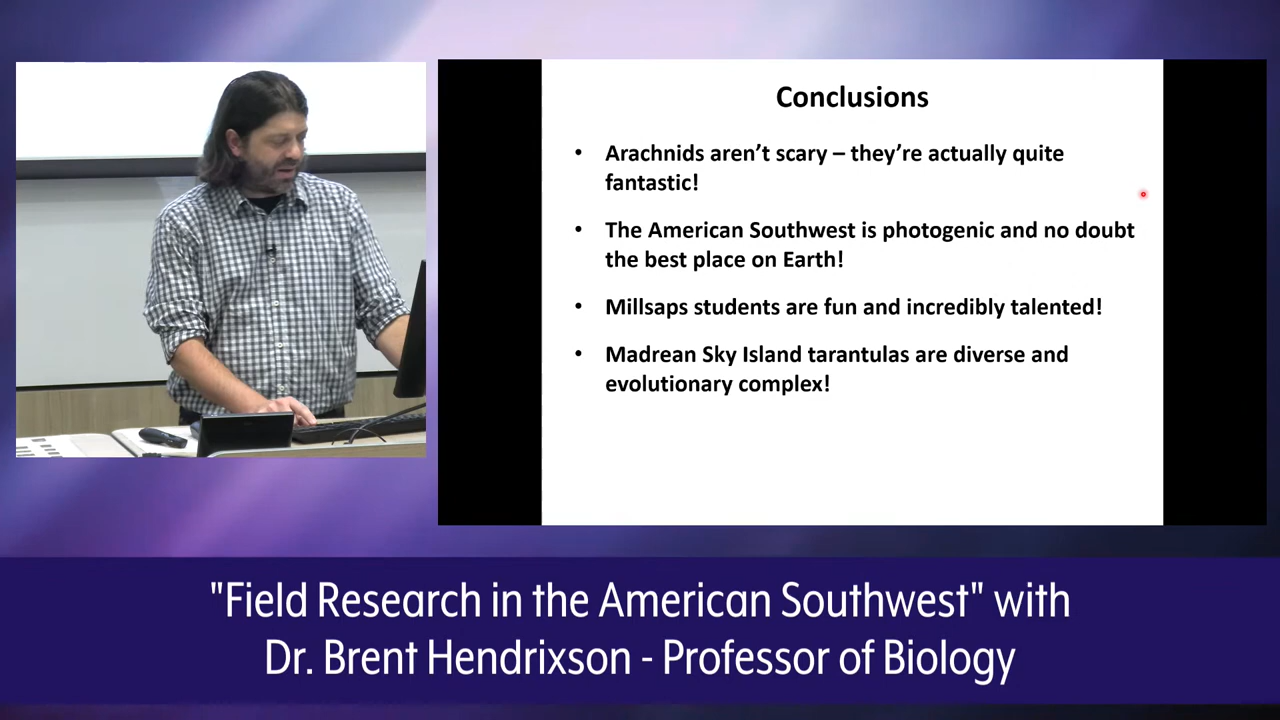 Conclusions
• Arachnids aren’t scary – they’re actually quite
fantastic!
• The American Southwest is photogenic and no doubt
the best place on Earth!
• Millsaps students are fun and incredibly talented!
• Madrean Sky Island tarantulas are diverse and
evolutionary complex!
"Field Research in the American Southwest" with
Dr. Brent Hendrixson - Professor of Biology